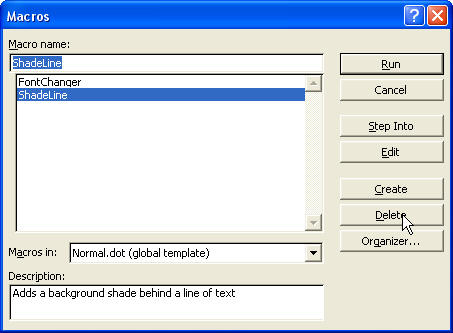 Macros
Macro name:
ShadeLine
FontChanger
ShadeLine
Run
Cancel
Step Into
Edit
Create
Delete
Organizer...
Macros in:
Normal.dot (global template)
Description:
Adds a background shade behind a line of text